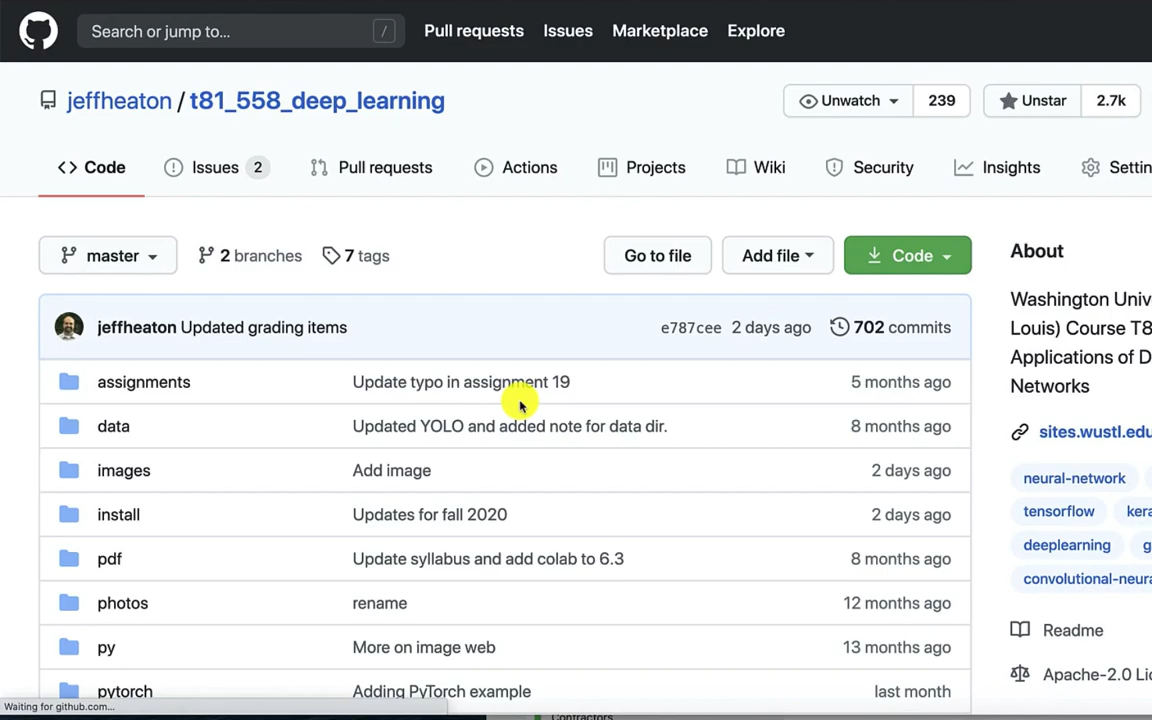 Search or jump to... /
Pull requests Issues Marketplace Explore
jeffheaton / t81_558_deep_learning
Unwatch 239 Unstar 2.7k
Code Issues 2 Pull requests Actions Projects Wiki Security Insights Settin
master 2 branches 7 tags Go to file Add file Code
jeffheaton Updated grading items e787cee 2 days ago 702 commits
assignments Update typo in assignment 19 5 months ago
data Updated YOLO and added note for data dir. 8 months ago
images Add image 2 days ago
install Updates for fall 2020 2 days ago
pdf Update syllabus and add colab to 6.3 8 months ago
photos rename 12 months ago
py More on image web 13 months ago
pytorch Adding PyTorch example last month
About
Washington Univ
Louis) Course T8
Applications of D
Networks
sites.wustl.edu
neural-network
tensorflow kera
deeplearning g
convolutional-neura
Readme
Apache-2.0 Lic
Waiting for github.com...
Contractors